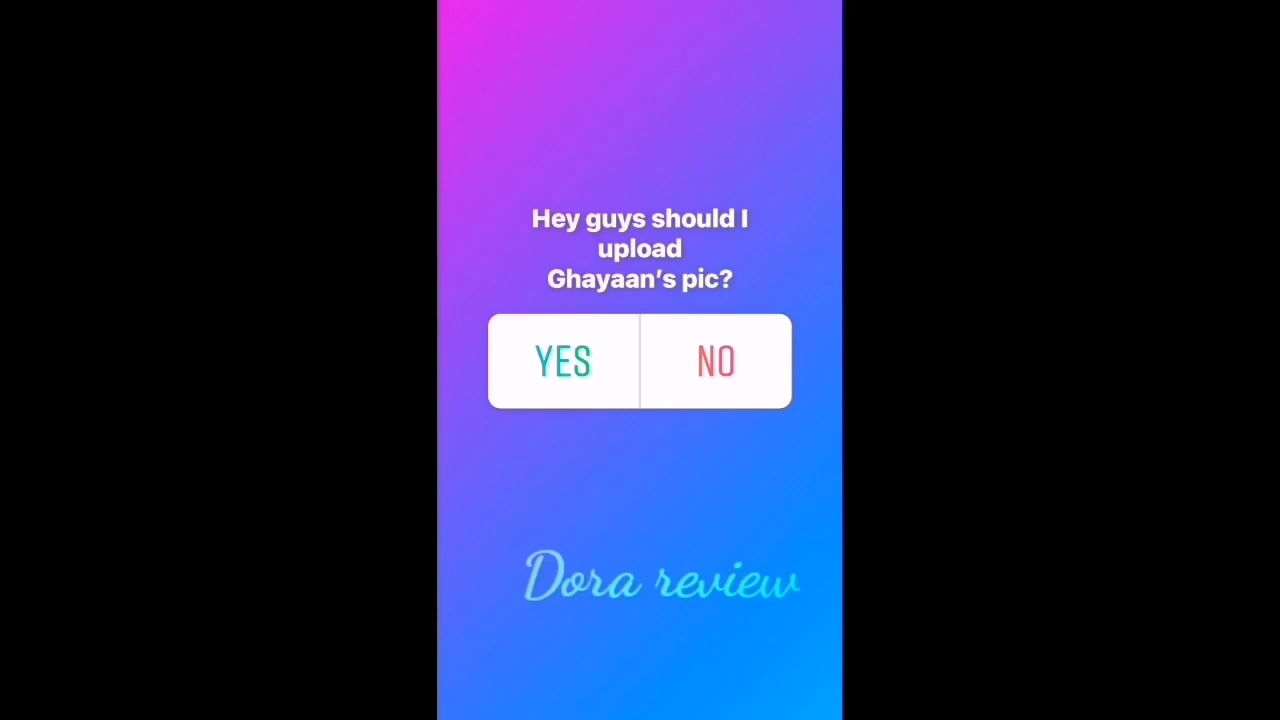 Hey guys should I
upload
Ghayaan’s pic?
YES NO
Dora review